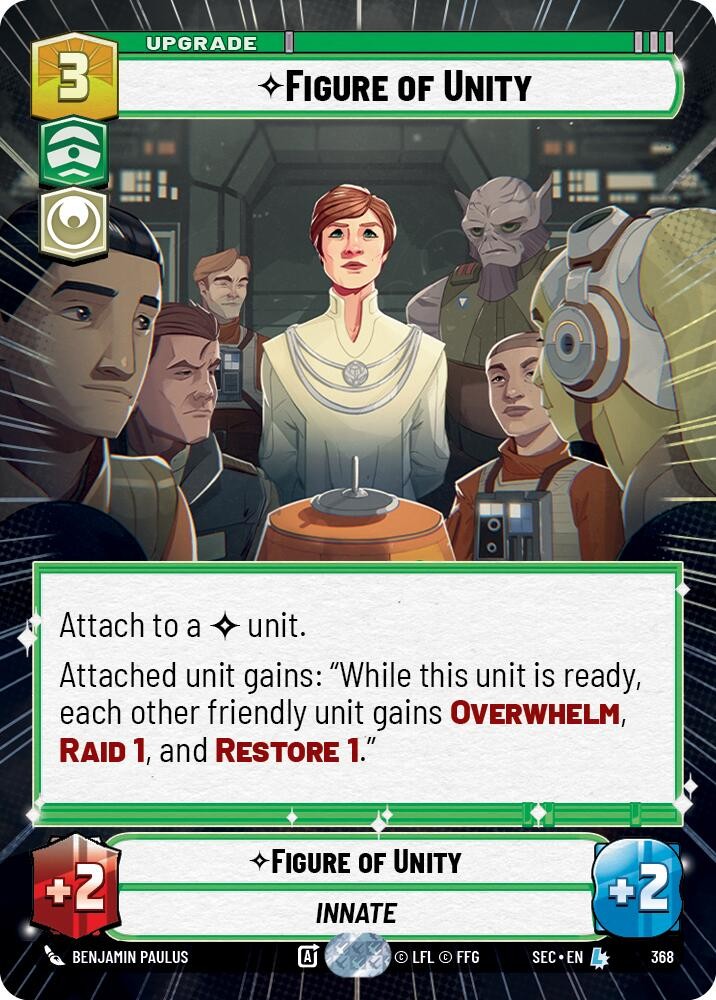 UPGRADE
3
✧FIGURE OF UNITY
Attach to a ✧ unit.
Attached unit gains: “While this unit is ready,
each other friendly unit gains OVERWHELM,
RAID 1, and RESTORE 1.”
+2
✧FIGURE OF UNITY
+2
INNATE
BENJAMIN PAULUS
A
© LFL © FFG
SEC • EN
L
368